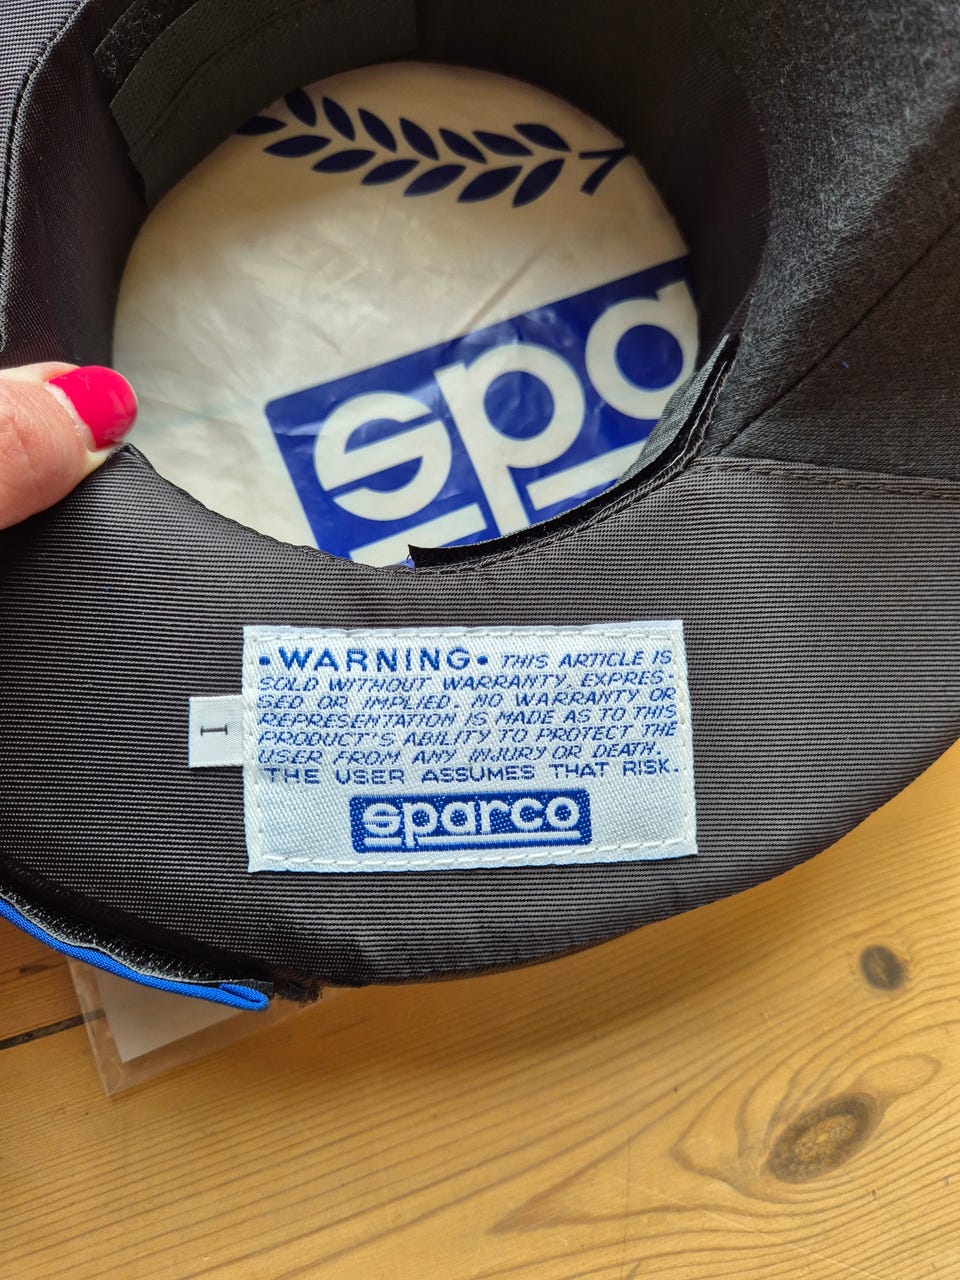 spa
•WARNING• THIS ARTICLE IS
SOLD WITHOUT WARRANTY, EXPRES-
SED OR IMPLIED. NO WARRANTY OR
REPRESENTATION IS MADE AS TO THIS
PRODUCT'S ABILITY TO PROTECT THE
USER FROM ANY INJURY OR DEATH.
THE USER ASSUMES THAT RISK.
sparco